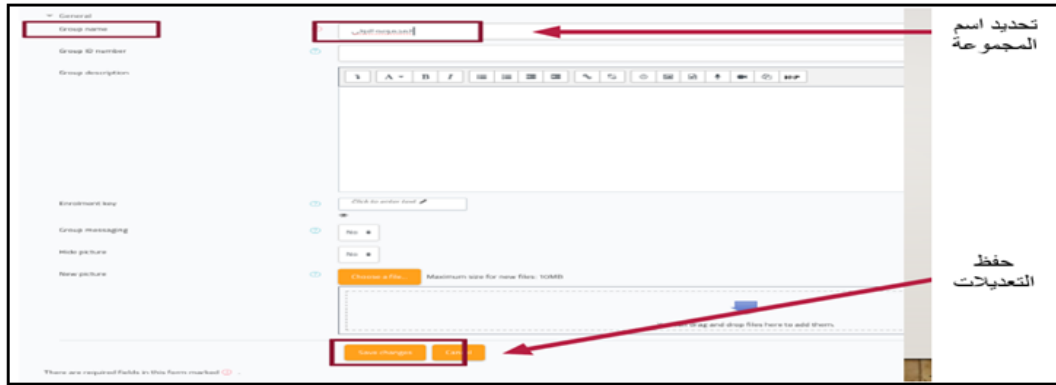 General
Group name
المجموعة الاولى
تحديد اسم
المجموعة
Group ID number
Group description
A B I
Enrolment key
Click to enter text
Group messaging
No
Hide picture
No
New picture
Choose a file...
Maximum size for new files: 10MB
drag and drop files here to add them.
حفظ
التعديلات
Save changes
Cancel
There are required fields in this form marked